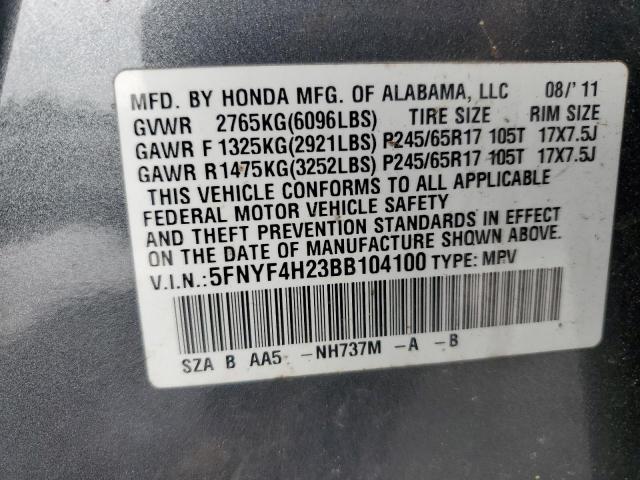 MFD. BY HONDA MFG. OF ALABAMA, LLC 08/'11
GVWR 2765KG(6096LBS) TIRE SIZE RIM SIZE
GAWR F 1325KG(2921LBS) P245/65R17 105T 17X7.5J
GAWR R1475KG(3252LBS) P245/65R17 105T 17X7.5J
THIS VEHICLE CONFORMS TO ALL APPLICABLE
FEDERAL MOTOR VEHICLE SAFETY
AND THEFT PREVENTION STANDARDS IN EFFECT
ON THE DATE OF MANUFACTURE SHOWN ABOVE.
V.I.N.:5FNYF4H23BB104100 TYPE: MPV
SZA B AA5 -NH737M -A -B